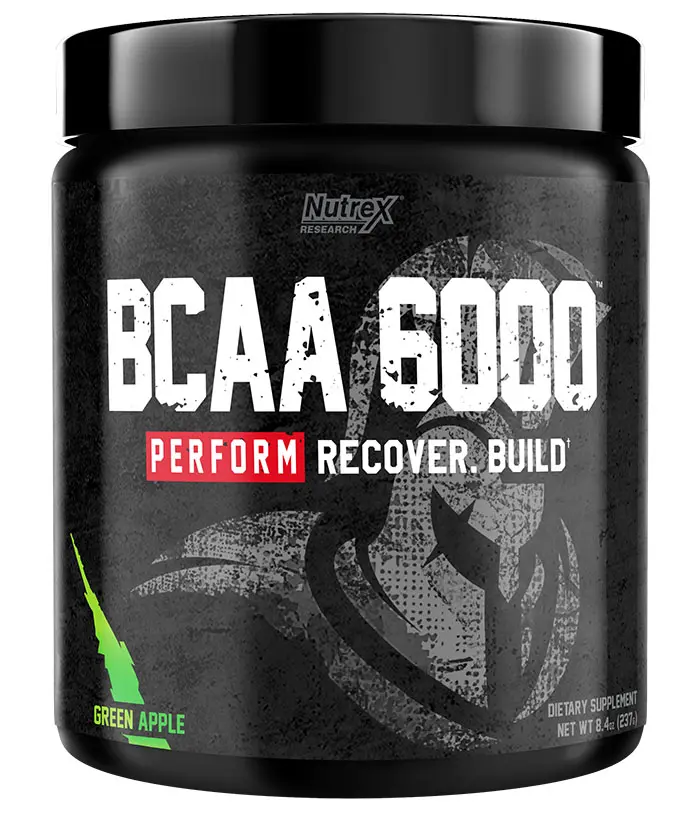 Nutrex
RESEARCH
BCAA 6000™
PERFORM RECOVER. BUILD†
GREEN APPLE
DIETARY SUPPLEMENT
NET WT 8.4oz (237g)